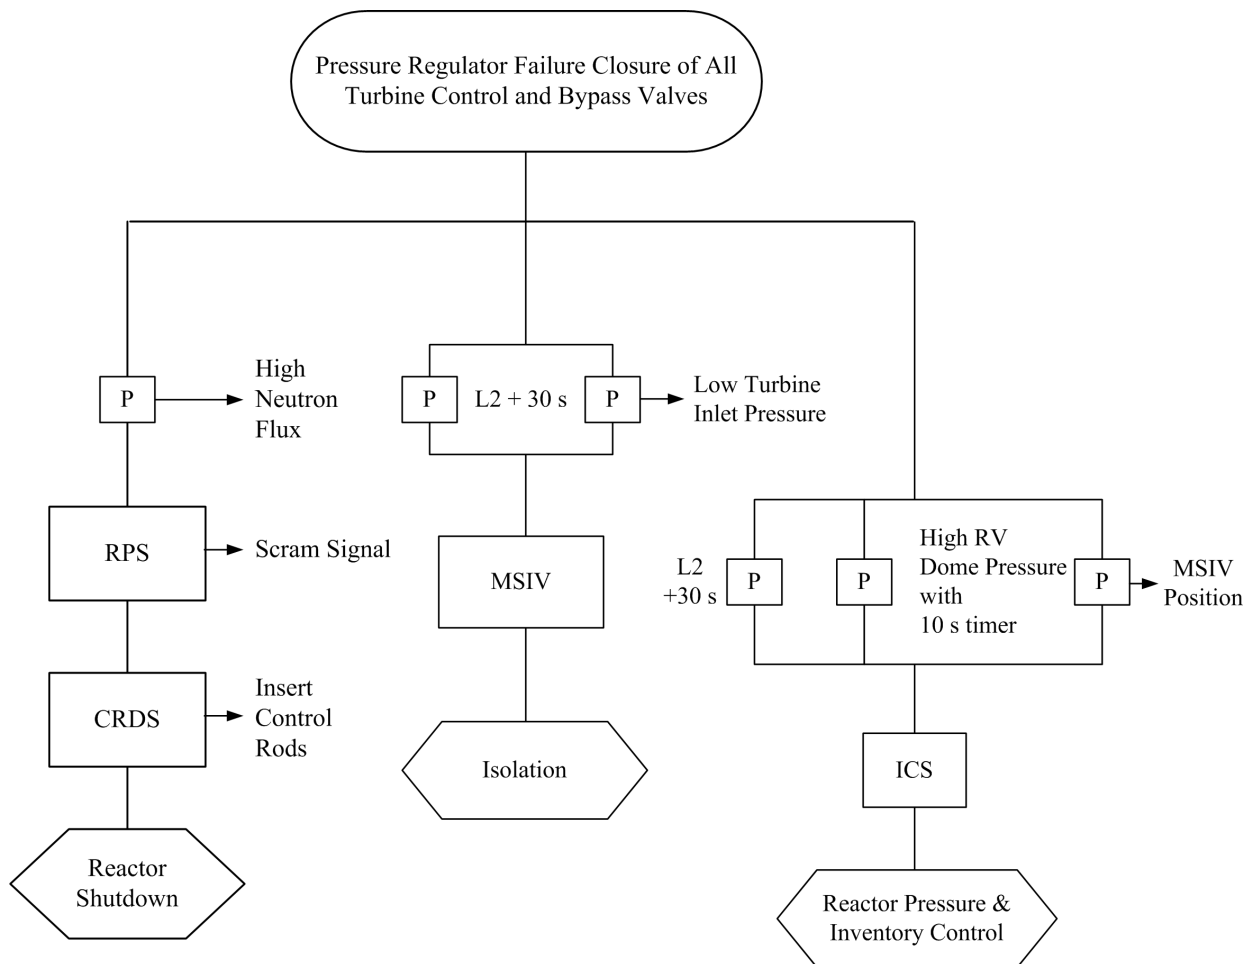 Pressure Regulator Failure Closure of All
Turbine Control and Bypass Valves
P
High
Neutron
Flux
RPS
Scram Signal
CRDS
Insert
Control
Rods
Reactor
Shutdown
P
L2 + 30 s
P
Low Turbine
Inlet Pressure
MSIV
Isolation
L2
+30 s
P
P
High RV
Dome Pressure
with
10 s timer
P
MSIV
Position
ICS
Reactor Pressure &
Inventory Control